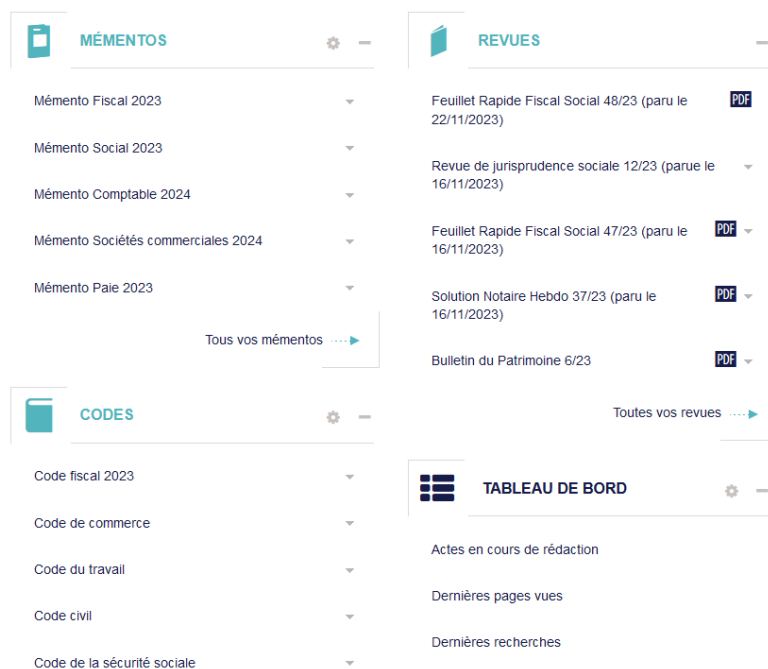 MÉMENTOS
Mémento Fiscal 2023
Mémento Social 2023
Mémento Comptable 2024
Mémento Sociétés commerciales 2024
Mémento Paie 2023
Tous vos mémentos
CODES
Code fiscal 2023
Code de commerce
Code du travail
Code civil
Code de la sécurité sociale
REVUES
Feuillet Rapide Fiscal Social 48/23 (paru le
22/11/2023)
PDF
Revue de jurisprudence sociale 12/23 (parue le
16/11/2023)
Feuillet Rapide Fiscal Social 47/23 (paru le
16/11/2023)
PDF
Solution Notaire Hebdo 37/23 (paru le
16/11/2023)
PDF
Bulletin du Patrimoine 6/23
PDF
Toutes vos revues
TABLEAU DE BORD
Actes en cours de rédaction
Dernières pages vues
Dernières recherches